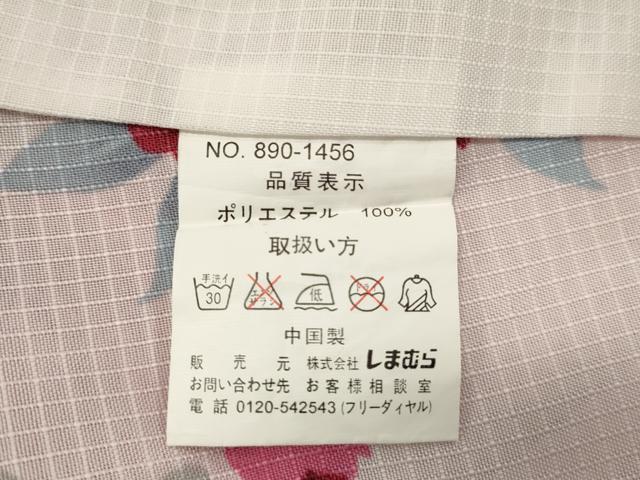 NO. 890-1456
品質表示
ポリエステル 100%
取扱い方
手洗イ 30 エンソサラシ 低 ドライ
中国製
販売元 株式会社 しまむら
お問い合わせ先 お客様相談室
電話 0120-542543 (フリーダイヤル)